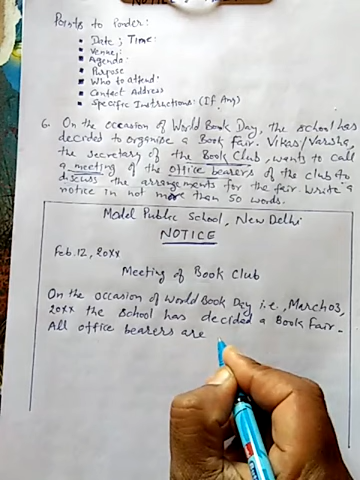 NOTICE
Points to Ponder:
▪ Date; Time:
▪ Venue:
▪ Agenda:
▪ Purpose
▪ Who to attend:
▪ Contact Address
▪ Specific Instructions: (If Any)
6. On the occasion of World Book Day, the school has
decided to organise a Book fair. Vikas/Varsha,
the secretary of the Book Club, wants to call
a meeting of the office bearers of the club to
discuss the arrangements for the fair. Write a
notice in not more than 50 words.
Model Public School, New Delhi
NOTICE
Feb. 12, 20XX
Meeting of Book Club
On the occasion of World Book Day i.e., March 03,
20XX the school has decided a Book Fair.
All office bearers are